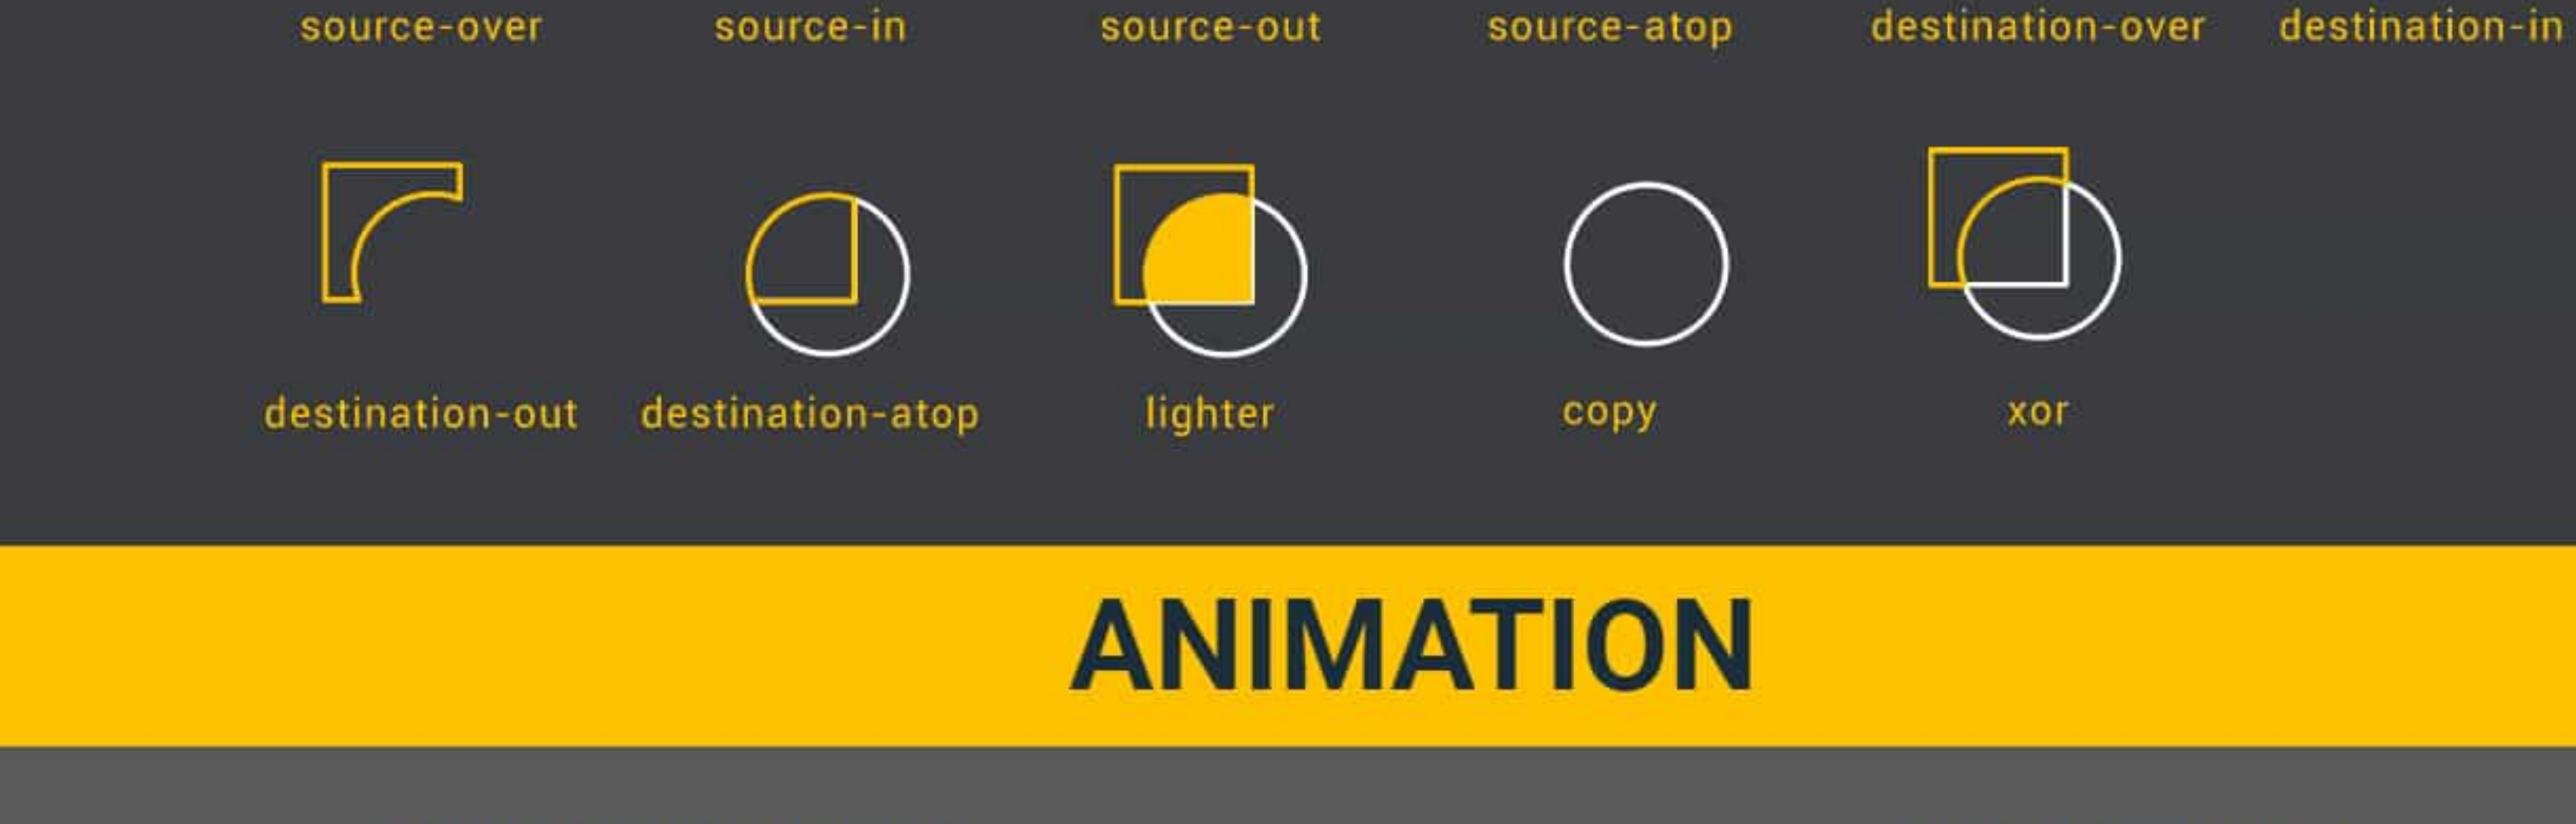 source-over source-in source-out source-atop destination-over destination-in
destination-out destination-atop lighter copy xor
ANIMATION